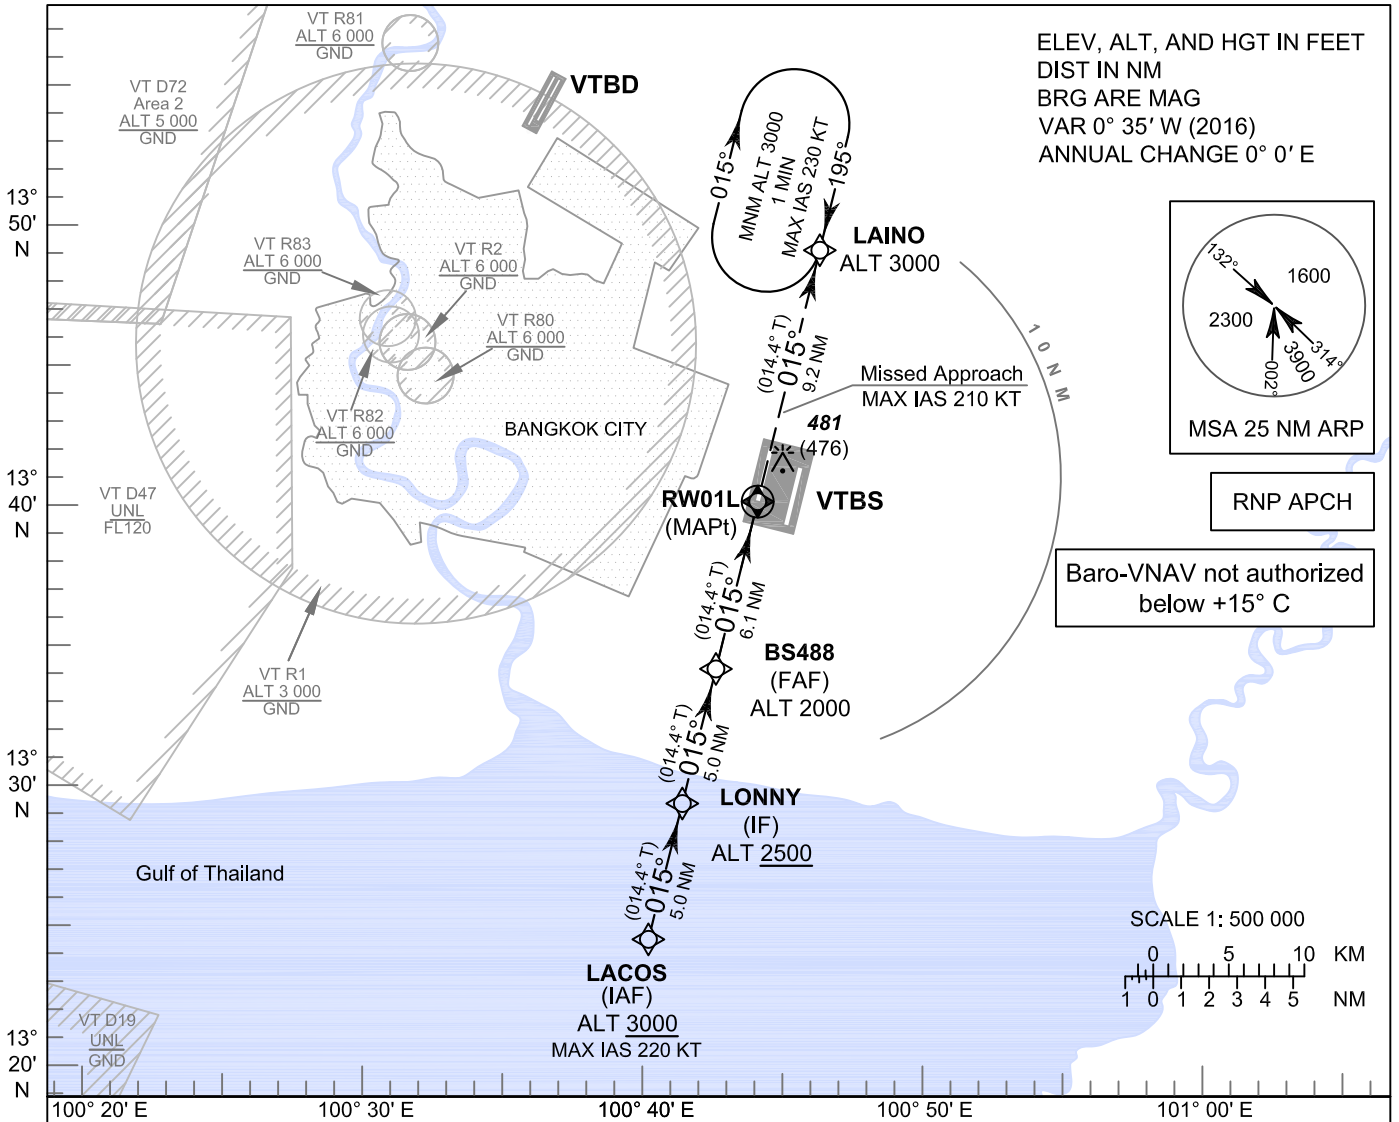 VT R81
ALT 6 000
GND
VT D72
Area 2
ALT 5 000
GND
VTBD
ELEV, ALT, AND HGT IN FEET
DIST IN NM
BRG ARE MAG
VAR 0° 35' W (2016)
ANNUAL CHANGE 0° 0' E
015°
MNM ALT 3000
1 MIN
MAX IAS 230 KT
195°
LAINO
ALT 3000
13°
50'
N
VT R83
ALT 6 000
GND
VT R2
ALT 6 000
GND
VT R80
ALT 6 000
GND
VT R82
ALT 6 000
GND
BANGKOK CITY
(014.4° T)
015°
9.2 NM
Missed Approach
MAX IAS 210 KT
10 NM
132°
1600
2300
3900
314°
002°
MSA 25 NM ARP
RNP APCH
Baro-VNAV not authorized
below +15° C
481
(476)
RW01L
(MAPt)
VTBS
13°
40'
N
VT D47
UNL
FL120
VT R1
ALT 3 000
GND
(014.4° T)
015°
6.1 NM
BS488
(FAF)
ALT 2000
(014.4° T)
015°
5.0 NM
13°
30'
N
LONNY
(IF)
ALT 2500
Gulf of Thailand
(014.4° T)
015°
5.0 NM
LACOS
(IAF)
ALT 3000
MAX IAS 220 KT
SCALE 1: 500 000
0 5 10 KM
1 0 1 2 3 4 5 NM
VT D19
UNL
GND
13°
20'
N
100° 20' E 100° 30' E 100° 40' E 100° 50' E 101° 00' E